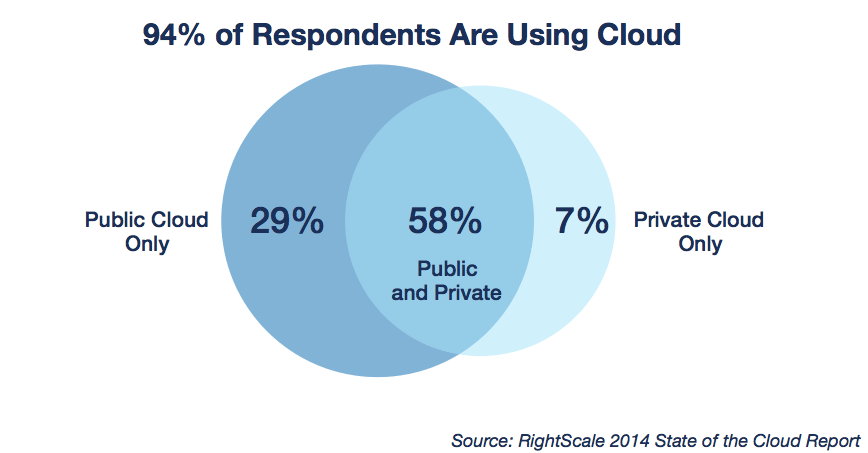 94% of Respondents Are Using Cloud
Public Cloud
Only
29%
58%
Public
and Private
7%
Private Cloud
Only
Source: RightScale 2014 State of the Cloud Report